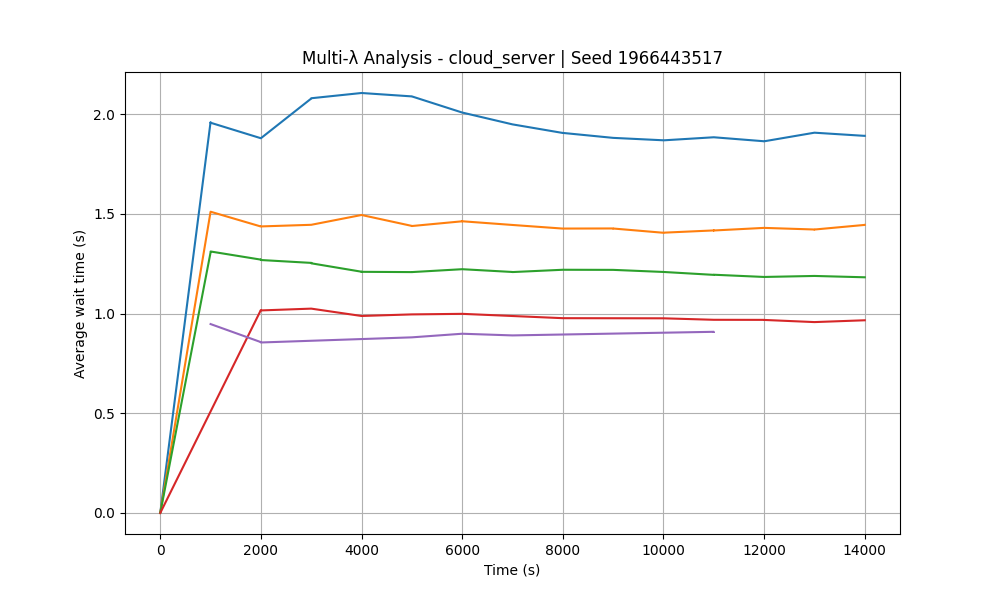 Multi-λ Analysis - cloud_server | Seed 1966443517
Average wait time (s)
2.0
1.5
1.0
0.5
0.0
0 2000 4000 6000 8000 10000 12000 14000
Time (s)